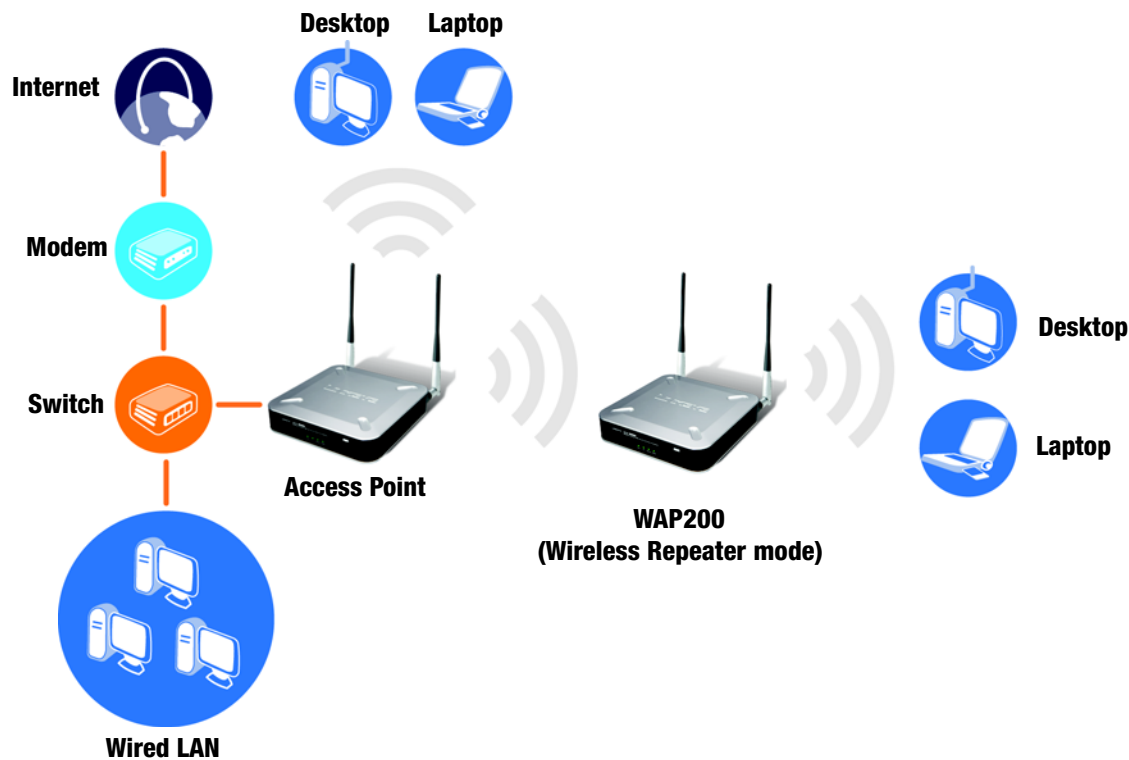 Desktop
Laptop
Internet
Modem
Switch
Access Point
WAP200
(Wireless Repeater mode)
Desktop
Laptop
Wired LAN